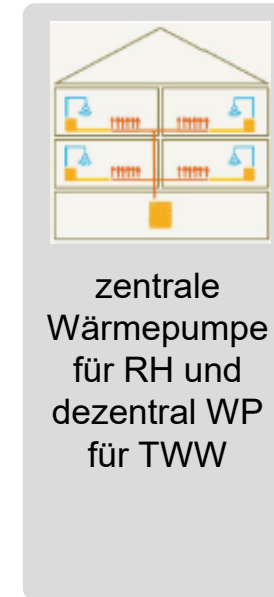 zentrale
Wärmepumpe
für RH und
dezentral WP
für TWW